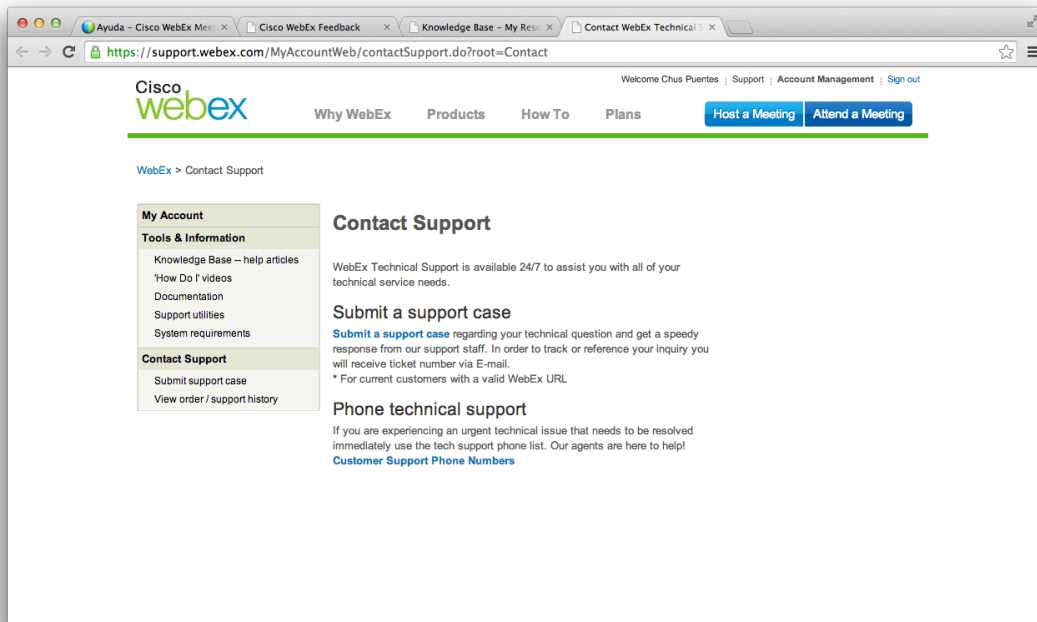 Ayuda – Cisco WebEx Mee
Cisco WebEx Feedback
Knowledge Base – My Reso
Contact WebEx Technical S
https://support.webex.com/MyAccountWeb/contactSupport.do?root=Contact
Welcome Chus Puentes | Support | Account Management | Sign out
Cisco
webex
Why WebEx
Products
How To
Plans
Host a Meeting
Attend a Meeting
WebEx > Contact Support
My Account
Tools & Information
Knowledge Base -- help articles
'How Do I' videos
Documentation
Support utilities
System requirements
Contact Support
Submit support case
View order / support history
Contact Support
WebEx Technical Support is available 24/7 to assist you with all of your
technical service needs.
Submit a support case
Submit a support case regarding your technical question and get a speedy
response from our support staff. In order to track or reference your inquiry you
will receive ticket number via E-mail.
* For current customers with a valid WebEx URL
Phone technical support
If you are experiencing an urgent technical issue that needs to be resolved
immediately use the tech support phone list. Our agents are here to help!
Customer Support Phone Numbers